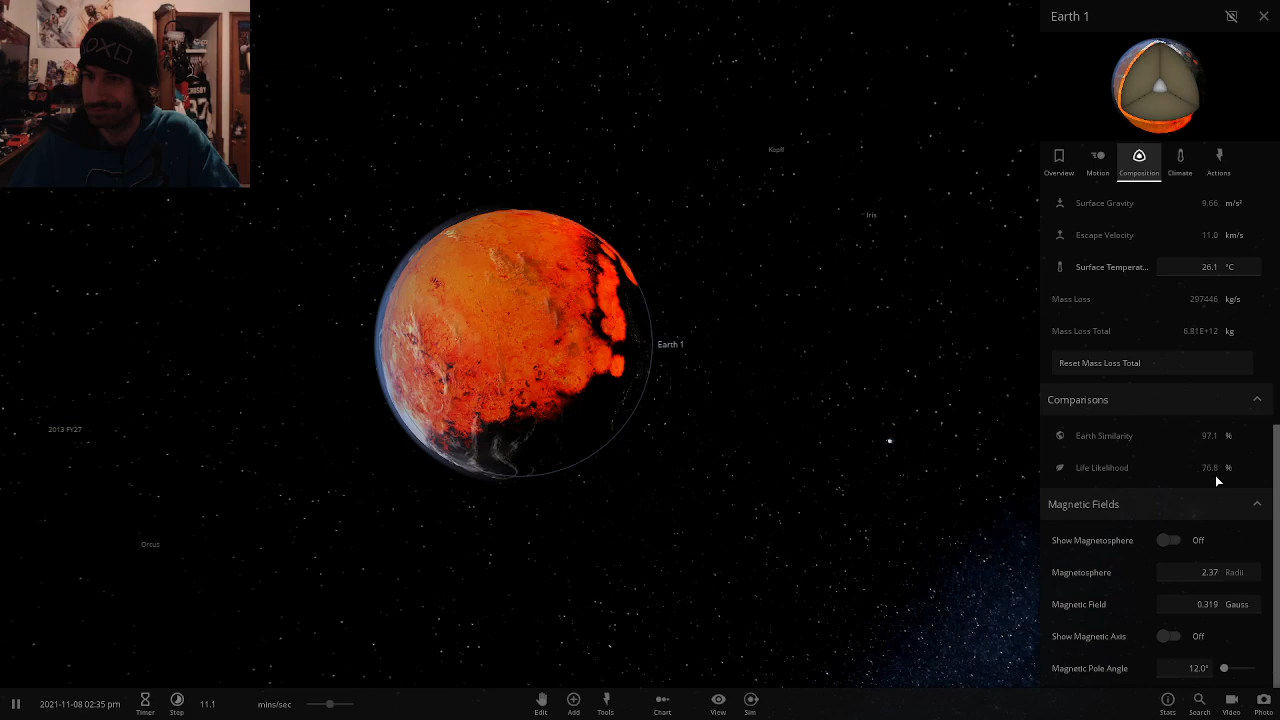 Earth 1
CROSBY
37
Kopff
Iris
Earth 1
2013 FY27
Orcus
Overview
Motion
Composition
Climate
Actions
Surface Gravity 9.66 m/s²
Escape Velocity 11.0 km/s
Surface Temperat... 26.1 °C
Mass Loss 297446 kg/s
Mass Loss Total 6.81E+12 kg
Reset Mass Loss Total
Comparisons
Earth Similarity 97.1 %
Life Likelihood 76.8 %
Magnetic Fields
Show Magnetosphere Off
Magnetosphere 2.37 Radii
Magnetic Field 0.319 Gauss
Show Magnetic Axis Off
Magnetic Pole Angle 12.0°
2021-11-08 02:35 pm
Timer
Step
11.1 mins/sec
Edit
Add
Tools
Chart
View
Sim
Stats
Search
Video
Photo